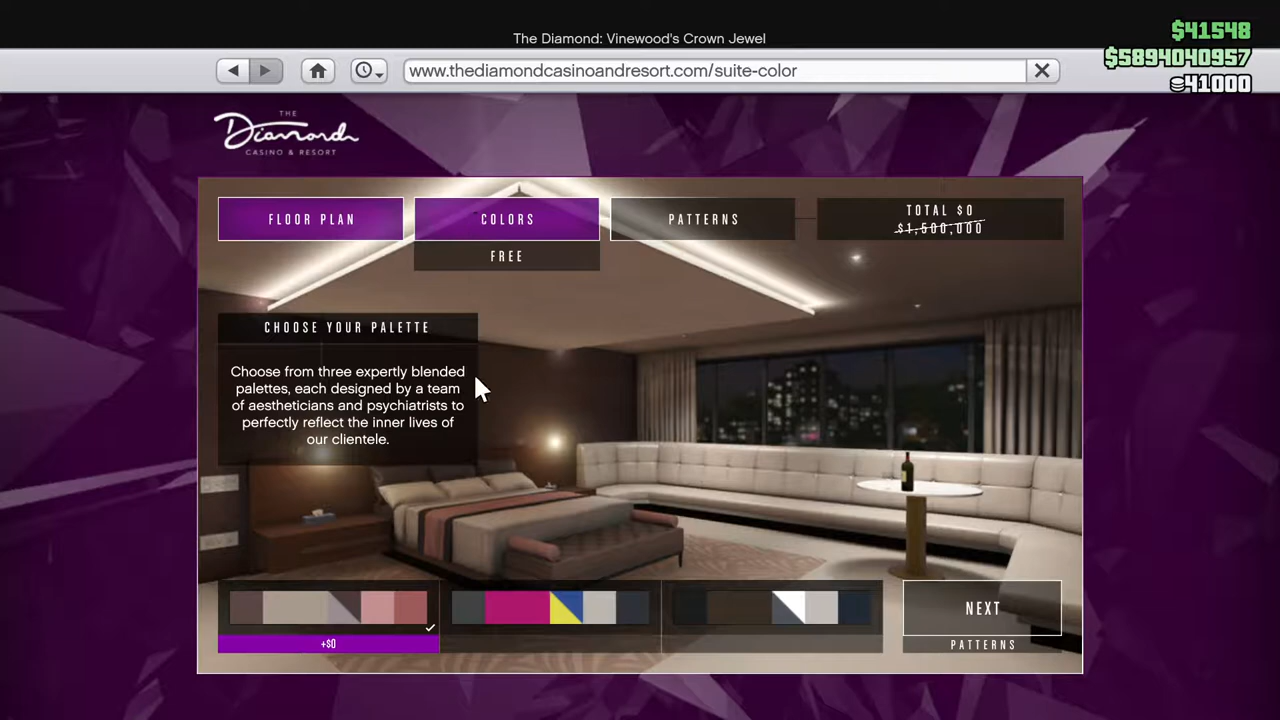 The Diamond: Vinewood's Crown Jewel
$41548
$5894040957
41000
www.thediamondcasinoandresort.com/suite-color
THE
Diamond
CASINO & RESORT
FLOOR PLAN
COLORS
PATTERNS
TOTAL $0
$1,500,000
FREE
CHOOSE YOUR PALETTE
Choose from three expertly blended
palettes, each designed by a team
of aestheticians and psychiatrists to
perfectly reflect the inner lives of
our clientele.
NEXT
+$0
PATTERNS